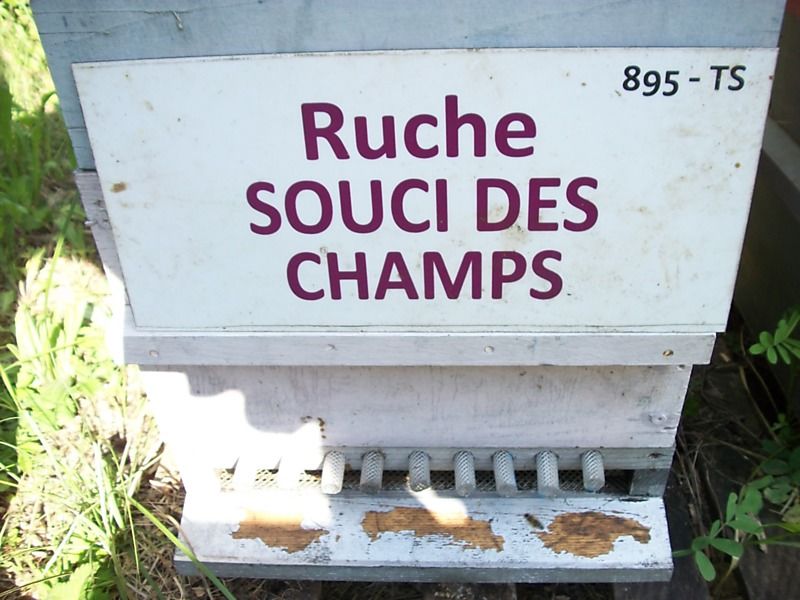 895 - TS
Ruche
SOUCI DES
CHAMPS